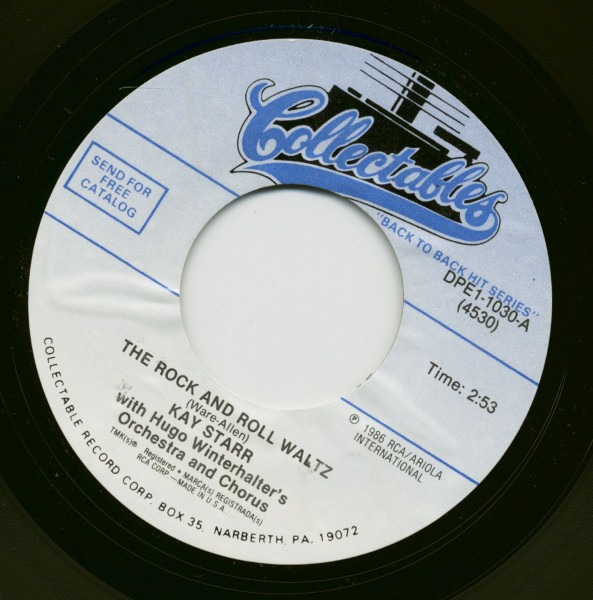 Collectables
"BACK TO BACK HIT SERIES"
SEND FOR
FREE
CATALOG
DPE1-1030-A
(4530)
Time: 2:53
℗ 1986 RCA/ARIOLA
INTERNATIONAL
THE ROCK AND ROLL WALTZ
(Ware-Allen)
KAY STARR
with Hugo Winterhalter's
Orchestra and Chorus
TMK(s)® Registered • MARCA(s) REGISTRADA(s)
RCA CORP.—MADE IN U.S.A.
COLLECTABLE RECORD CORP. BOX 35, NARBERTH, PA. 19072